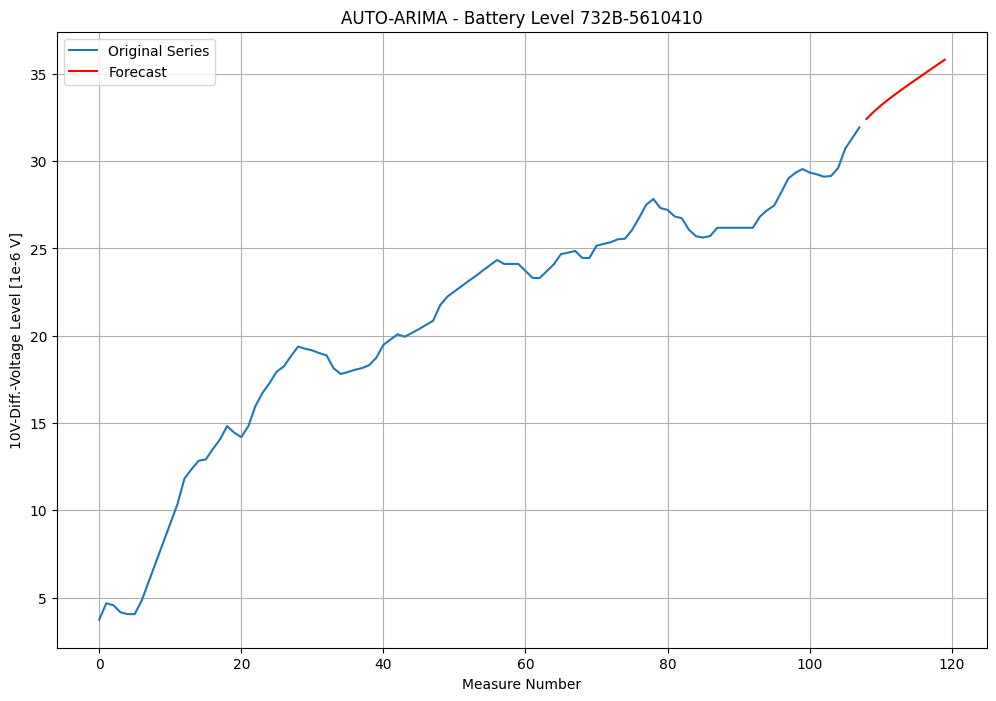 AUTO-ARIMA - Battery Level 732B-5610410
Original Series
Forecast
35
30
25
20
15
10
5
10V-Diff.-Voltage Level [1e-6 V]
0
20
40
60
80
100
120
Measure Number